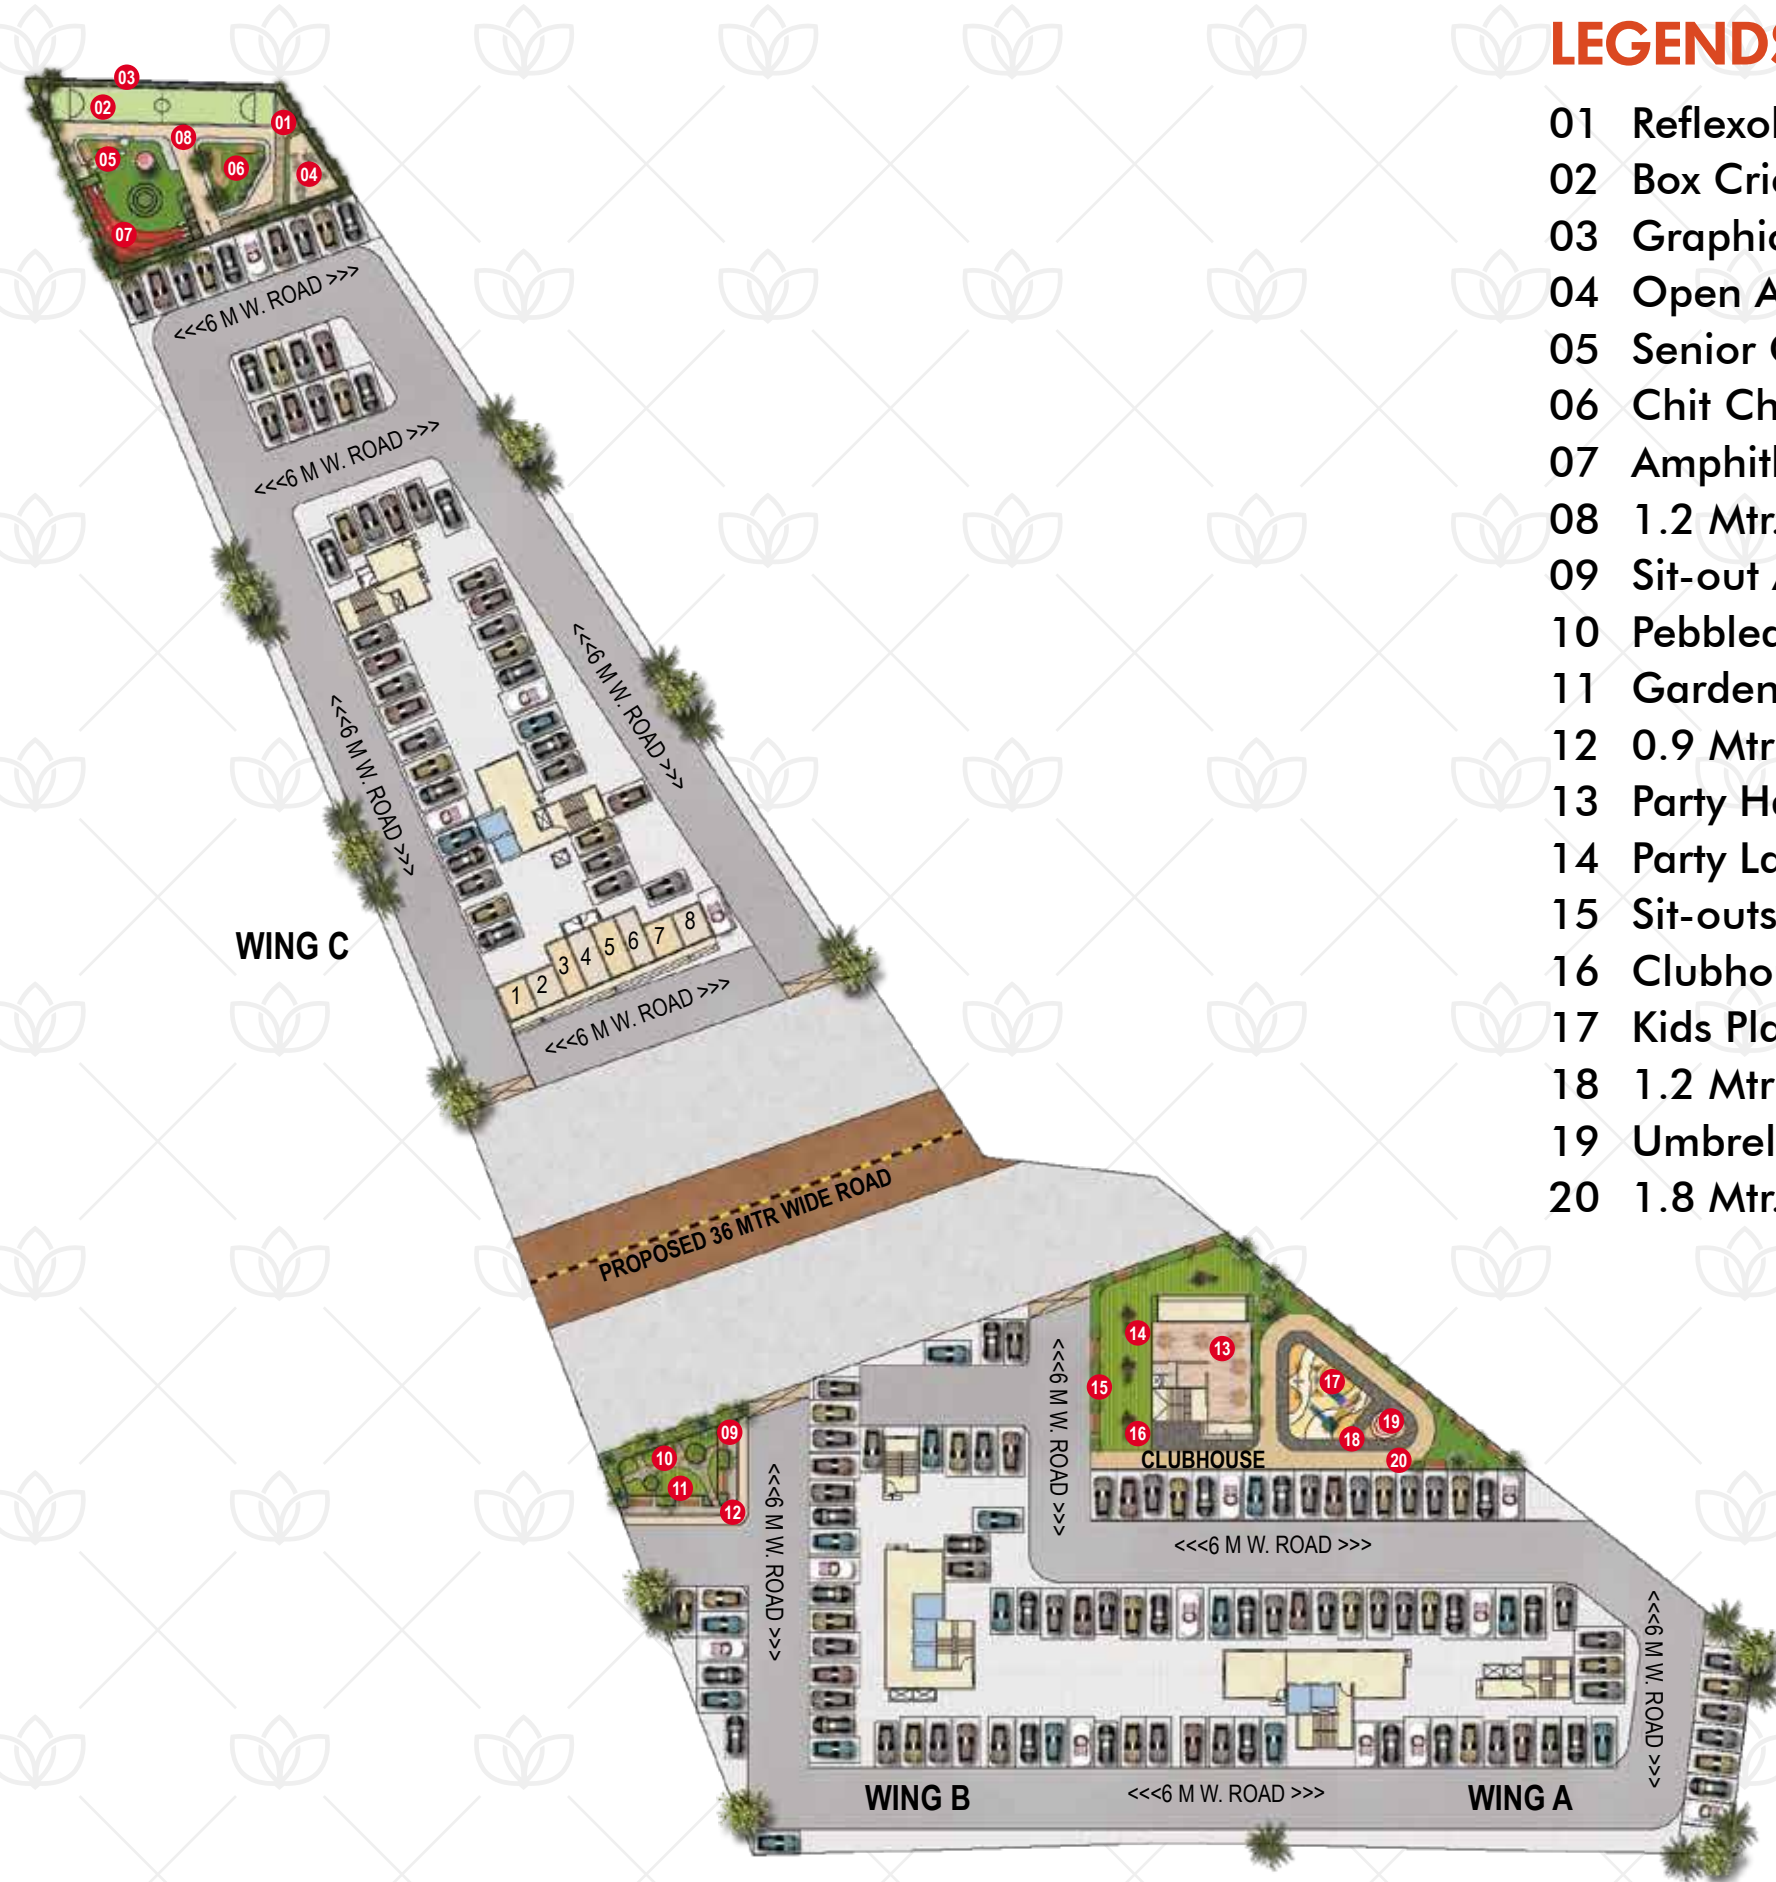 LEGENDS
01 Reflexol
02 Box Cric
03 Graphic
04 Open A
05 Senior C
06 Chit Ch
07 Amphith
08 1.2 Mtr.
09 Sit-out A
10 Pebbled
11 Garden
12 0.9 Mtr
13 Party Ha
14 Party La
15 Sit-outs
16 Clubho
17 Kids Pla
18 1.2 Mtr
19 Umbrel
20 1.8 Mtr.
03
02
01
08
05
06
04
07
<<<6 M W. ROAD >>>
<<<6 M W. ROAD >>>
<<<6 M W. ROAD >>>
<<<6 M W. ROAD >>>
WING C
1 2 3 4 5 6 7 8
<<<6 M W. ROAD >>>
PROPOSED 36 MTR WIDE ROAD
14
13
15
17
16
19
18
20
CLUBHOUSE
09
10
11
12
<<<6 M W. ROAD >>>
<<<6 M W. ROAD >>>
<<<6 M W. ROAD >>>
<<<6 M W. ROAD >>>
WING B
<<<6 M W. ROAD >>>
WING A